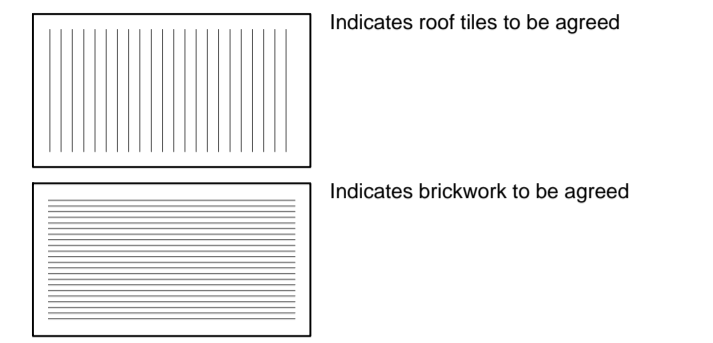 Indicates roof tiles to be agreed
Indicates brickwork to be agreed